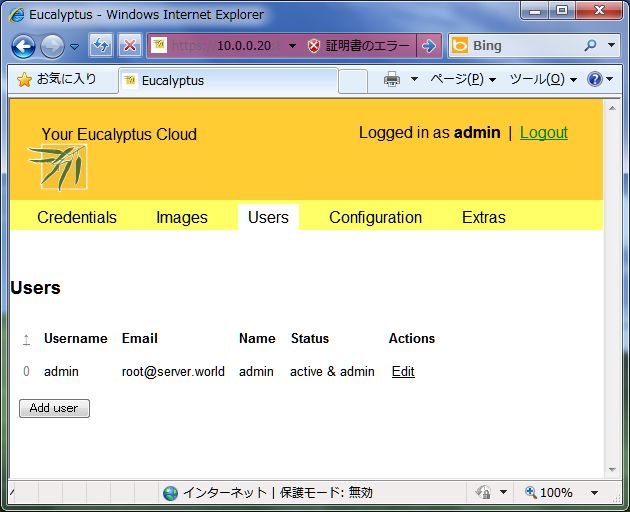 Eucalyptus - Windows Internet Explorer
https://10.0.0.20 証明書のエラー Bing
お気に入り Eucalyptus ページ(P) ツール(O)
Your Eucalyptus Cloud Logged in as admin | Logout
Credentials Images Users Configuration Extras
Users
↑ Username Email Name Status Actions
0 admin root@server.world admin active & admin Edit
Add user
インターネット | 保護モード: 無効 100%